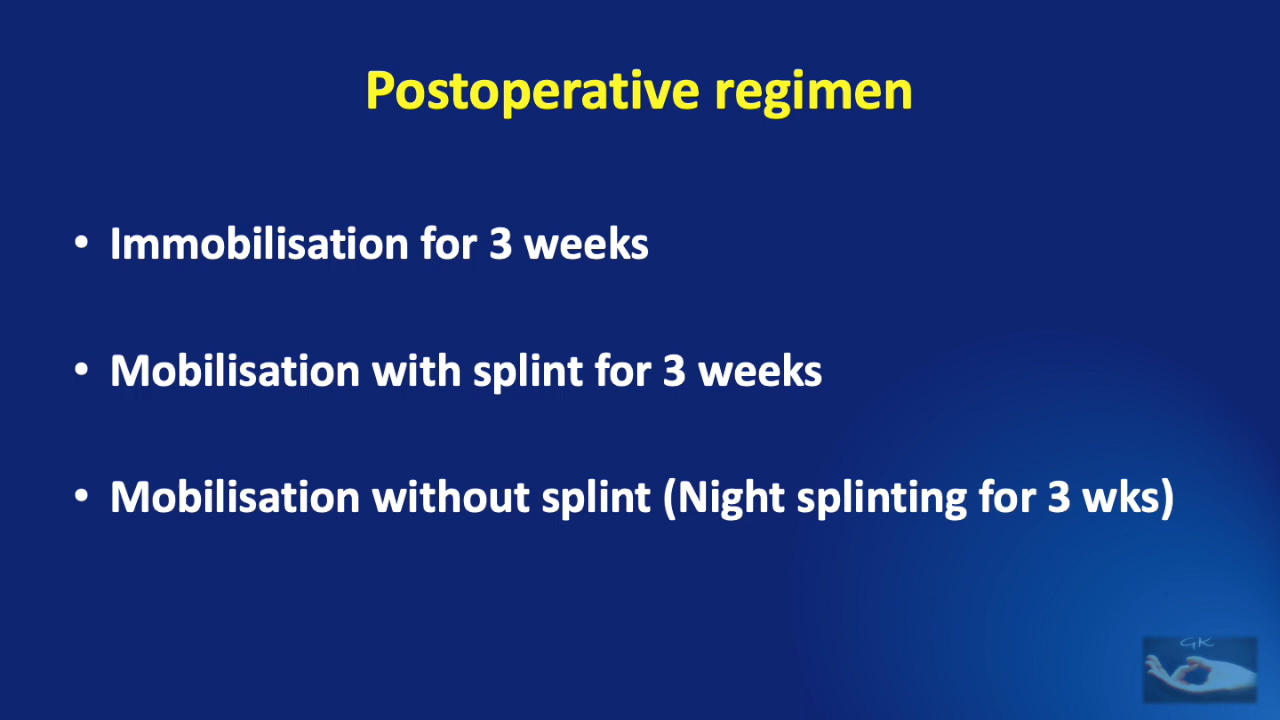 Postoperative regimen
• Immobilisation for 3 weeks
• Mobilisation with splint for 3 weeks
• Mobilisation without splint (Night splinting for 3 wks)
GK